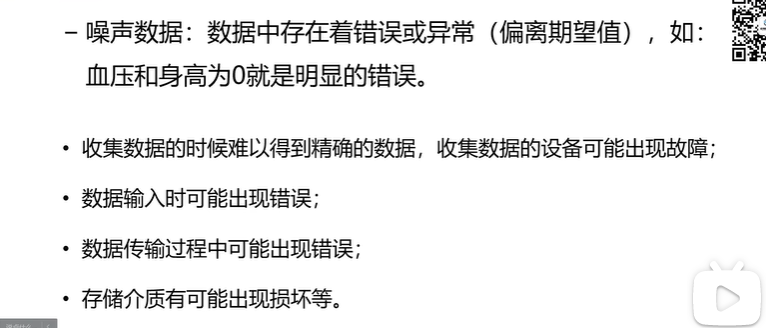 – 噪声数据：数据中存在着错误或异常（偏离期望值），如：
血压和身高为0就是明显的错误。
• 收集数据的时候难以得到精确的数据，收集数据的设备可能出现故障；
• 数据输入时可能出现错误；
• 数据传输过程中可能出现错误；
• 存储介质有可能出现损坏等。